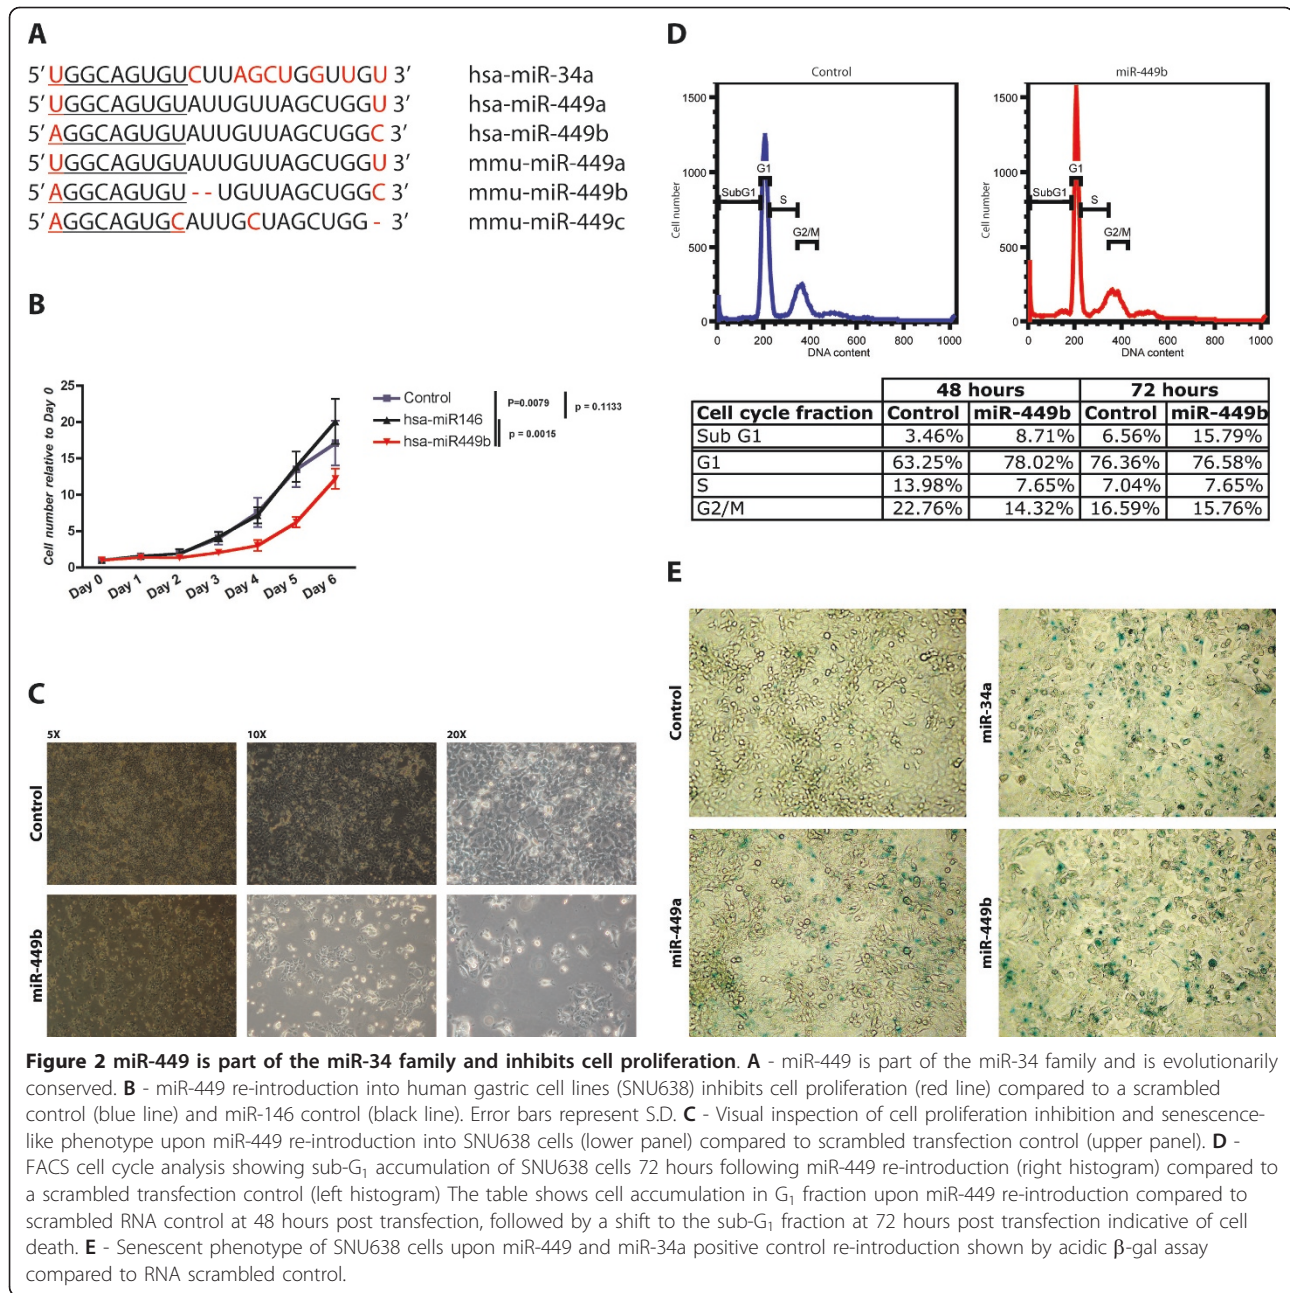 A
5' UGGCAGUGUCUUAGCUGGUUGU 3' hsa-miR-34a
5' UGGCAGUGUAUUGUUAGCUGGU 3' hsa-miR-449a
5' AGGCAGUGUAUUGUUAGCUGGC 3' hsa-miR-449b
5' UGGCAGUGUAUUGUUAGCUGGU 3' mmu-miR-449a
5' AGGCAGUGU--UGUUAGCUGGC 3' mmu-miR-449b
5' AGGCAGUGCAUUGCUAGCUGG- 3' mmu-miR-449c
B
Cell number relative to Day 0
25
20
15
10
5
0
Day 0 Day 1 Day 2 Day 3 Day 4 Day 5 Day 6
Control
hsa-miR146
hsa-miR449b
P=0.0079
p = 0.0015
p = 0.1133
C
5X 10X 20X
Control
miR-449b
D
Control
Cell number
1500
1000
500
0
SubG1
G1
S
G2/M
0 200 400 600 800 1000
DNA content
miR-449b
Cell number
1500
1000
500
0
SubG1
G1
S
G2/M
0 200 400 600 800 1000
DNA content
48 hours 72 hours
Cell cycle fraction Control miR-449b Control miR-449b
Sub G1 3.46% 8.71% 6.56% 15.79%
G1 63.25% 78.02% 76.36% 76.58%
S 13.98% 7.65% 7.04% 7.65%
G2/M 22.76% 14.32% 16.59% 15.76%
E
Control
miR-34a
miR-449a
miR-449b
Figure 2 miR-449 is part of the miR-34 family and inhibits cell proliferation. A - miR-449 is part of the miR-34 family and is evolutionarily
conserved. B - miR-449 re-introduction into human gastric cell lines (SNU638) inhibits cell proliferation (red line) compared to a scrambled
control (blue line) and miR-146 control (black line). Error bars represent S.D. C - Visual inspection of cell proliferation inhibition and senescence-
like phenotype upon miR-449 re-introduction into SNU638 cells (lower panel) compared to scrambled transfection control (upper panel). D -
FACS cell cycle analysis showing sub-G₁ accumulation of SNU638 cells 72 hours following miR-449 re-introduction (right histogram) compared to
a scrambled transfection control (left histogram) The table shows cell accumulation in G₁ fraction upon miR-449 re-introduction compared to
scrambled RNA control at 48 hours post transfection, followed by a shift to the sub-G₁ fraction at 72 hours post transfection indicative of cell
death. E - Senescent phenotype of SNU638 cells upon miR-449 and miR-34a positive control re-introduction shown by acidic β-gal assay
compared to RNA scrambled control.